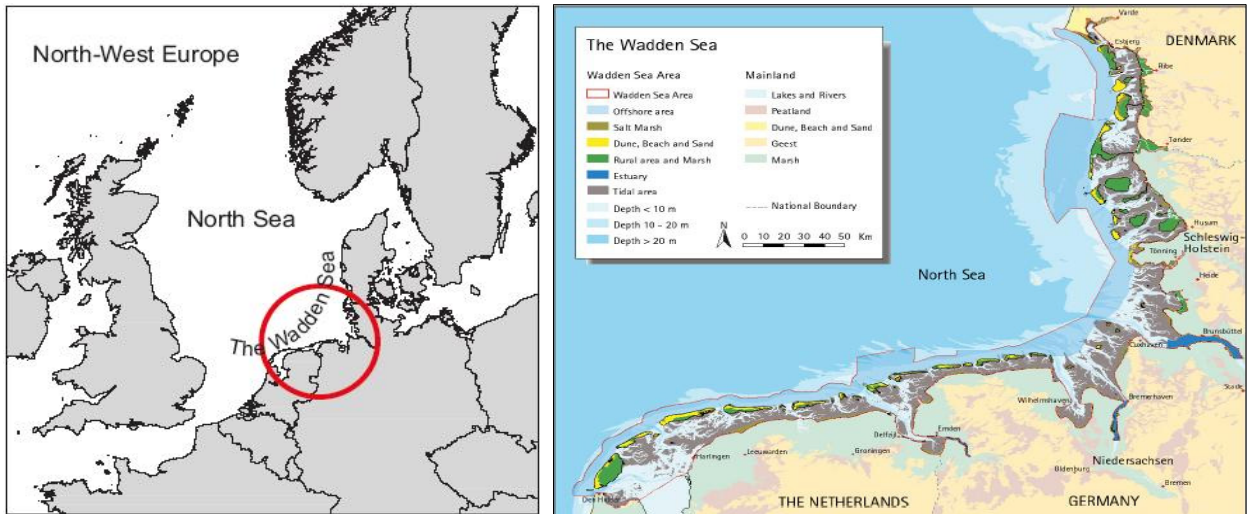 North-West Europe
North Sea
The Wadden Sea
The Wadden Sea
Wadden Sea Area
Wadden Sea Area
Offshore area
Salt Marsh
Dune, Beach and Sand
Rural area and Marsh
Estuary
Tidal area
Depth < 10 m
Depth 10 – 20 m
Depth > 20 m
Mainland
Lakes and Rivers
Peatland
Dune, Beach and Sand
Geest
Marsh
National Boundary
N
0 10 20 30 40 50 Km
Varde
Esbjerg
DENMARK
Ribe
Tønder
Husum
Schleswig-
Holstein
Tönning
Heide
North Sea
Brunsbüttel
Cuxhaven
Stade
Wilhelmshaven
Bremerhaven
Emden
Delfzijl
Harlingen
Leeuwarden
Groningen
Niedersachsen
Oldenburg
Bremen
Den Helder
THE NETHERLANDS
GERMANY